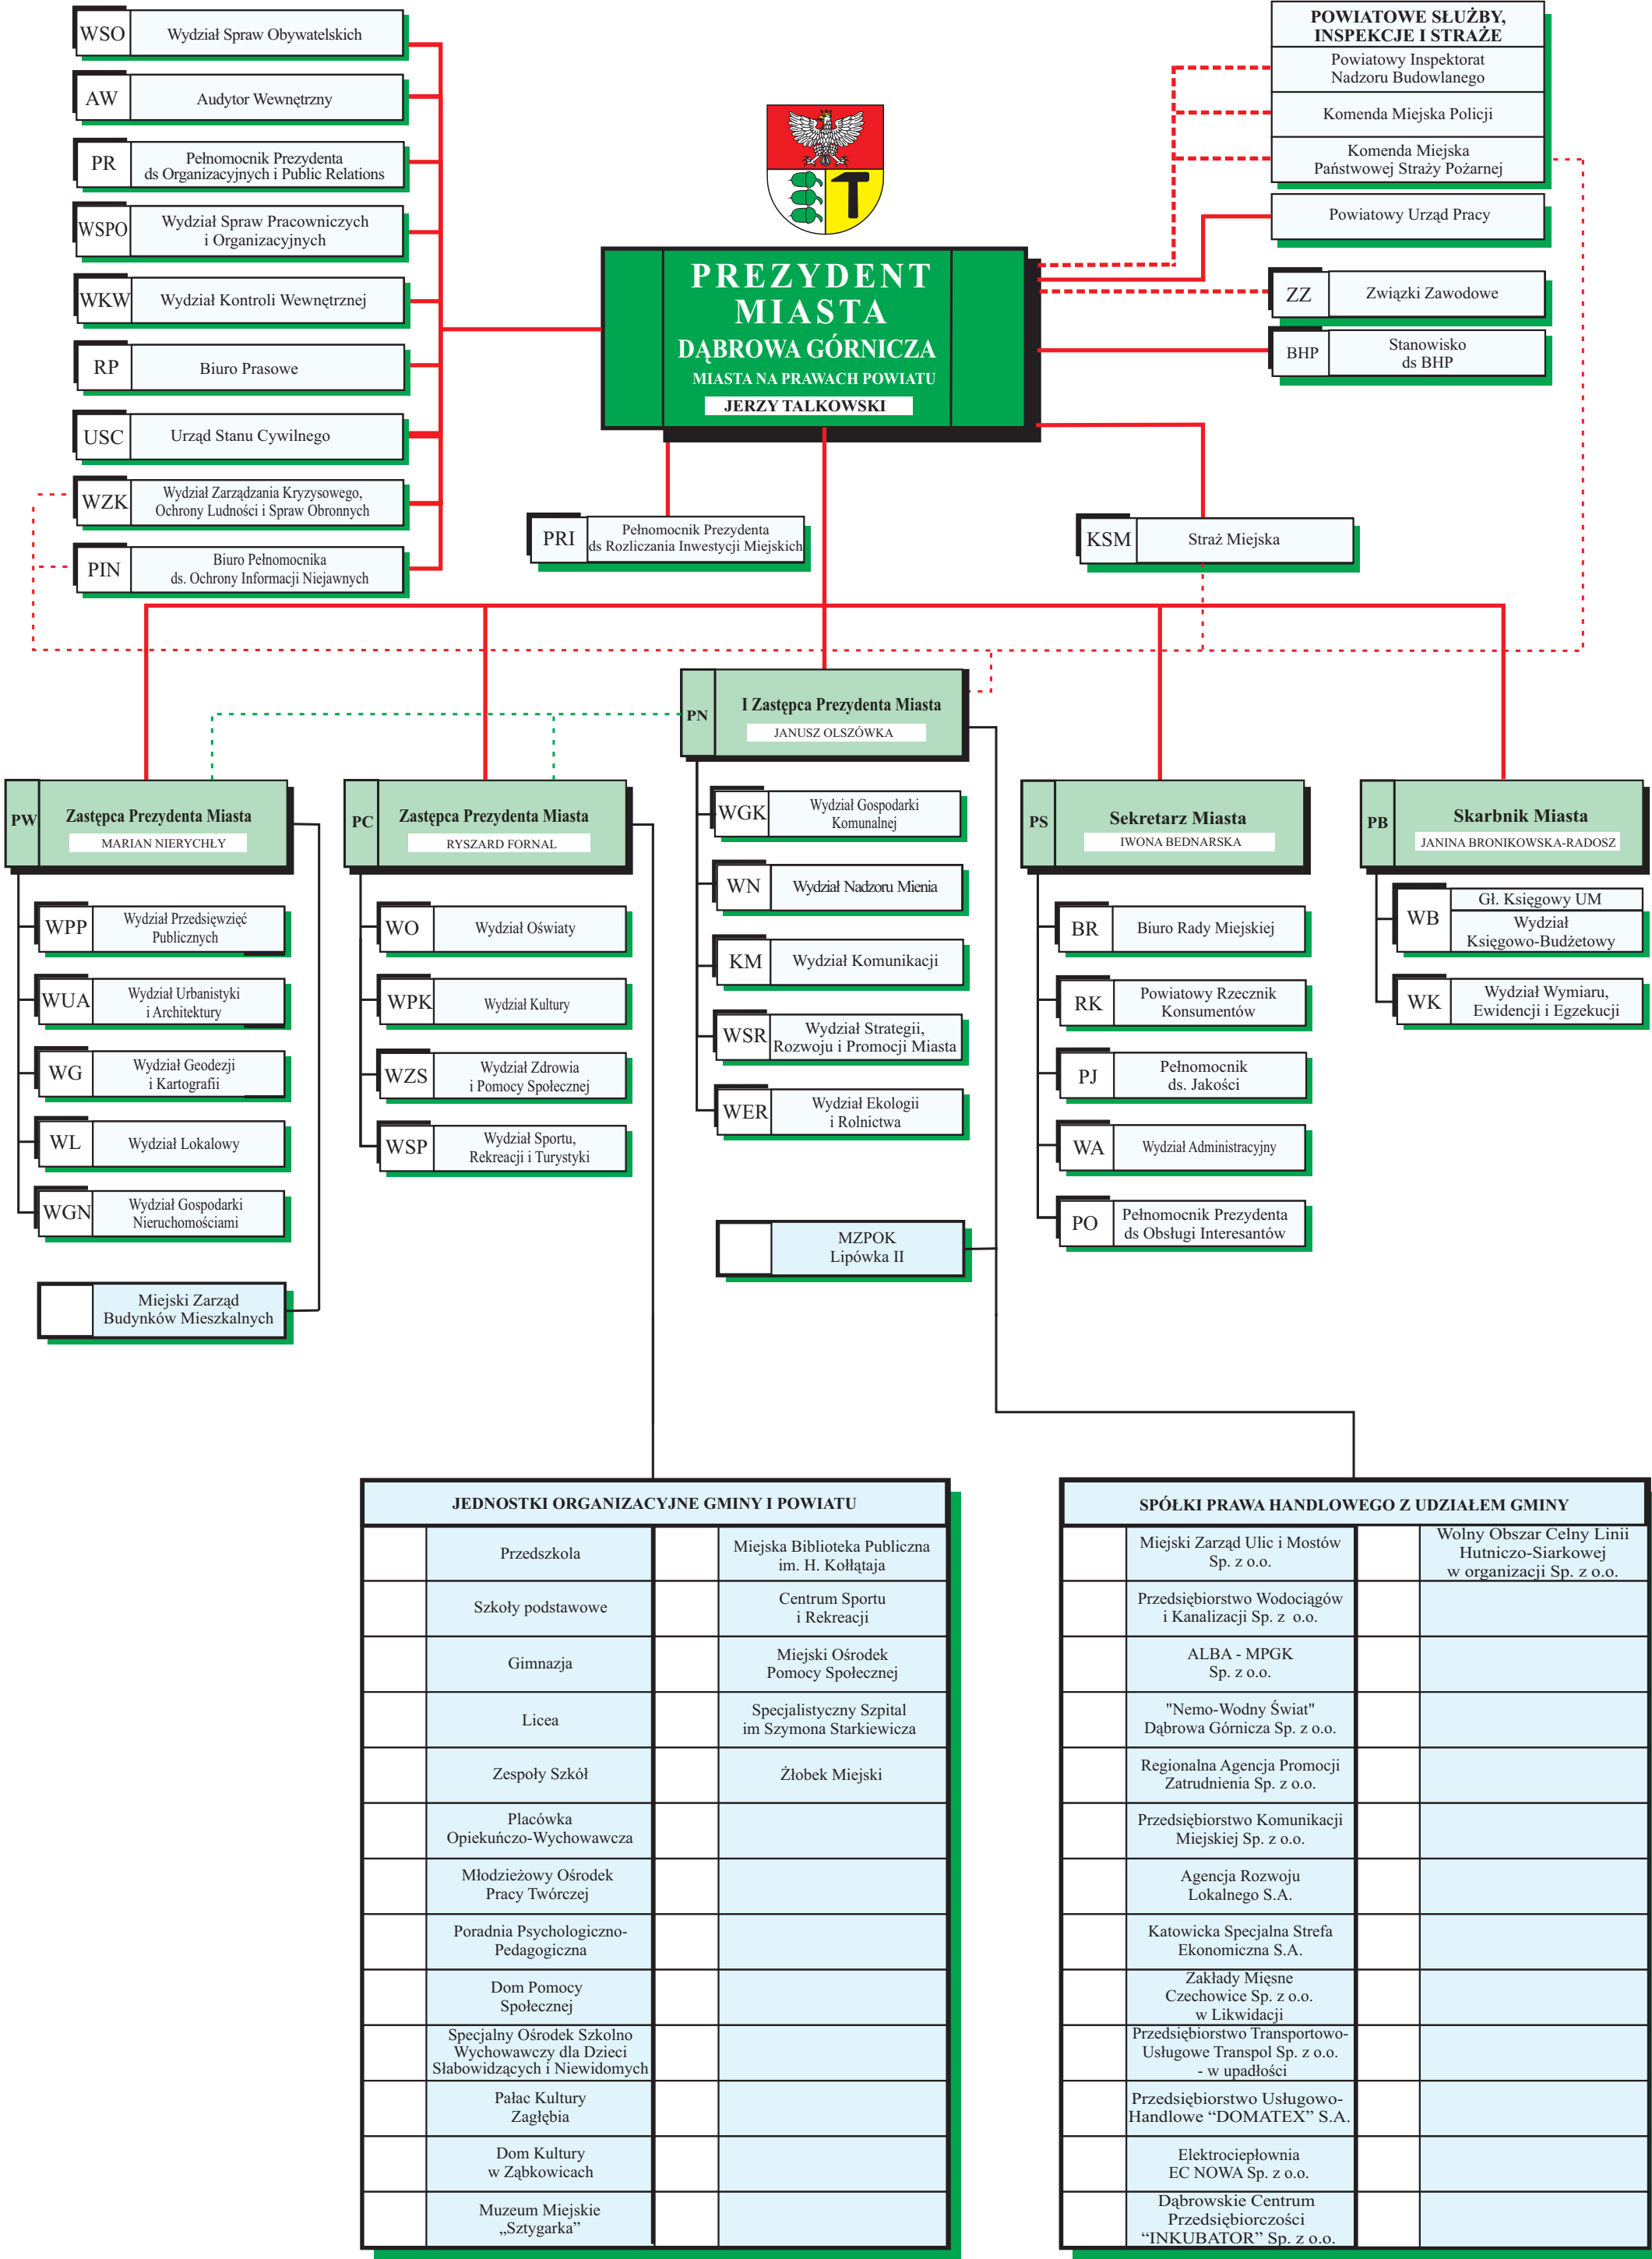 WSO
Wydział Spraw Obywatelskich
AW
Audytor Wewnętrzny
PR
Pełnomocnik Prezydenta
ds Organizacyjnych i Public Relations
WSPO
Wydział Spraw Pracowniczych
i Organizacyjnych
WKW
Wydział Kontroli Wewnętrznej
RP
Biuro Prasowe
USC
Urząd Stanu Cywilnego
WZK
Wydział Zarządzania Kryzysowego,
Ochrony Ludności i Spraw Obronnych
PIN
Biuro Pełnomocnika
ds. Ochrony Informacji Niejawnych
PREZYDENT
MIASTA
DĄBROWA GÓRNICZA
MIASTA NA PRAWACH POWIATU
JERZY TALKOWSKI
POWIATOWE SŁUŻBY,
INSPEKCJE I STRAŻE
Powiatowy Inspektorat
Nadzoru Budowlanego
Komenda Miejska Policji
Komenda Miejska
Państwowej Straży Pożarnej
Powiatowy Urząd Pracy
ZZ
Związki Zawodowe
BHP
Stanowisko
ds BHP
PRI
Pełnomocnik Prezydenta
ds Rozliczania Inwestycji Miejskich
KSM
Straż Miejska
PN
I Zastępca Prezydenta Miasta
JANUSZ OLSZÓWKA
WGK
Wydział Gospodarki
Komunalnej
WN
Wydział Nadzoru Mienia
KM
Wydział Komunikacji
WSR
Wydział Strategii,
Rozwoju i Promocji Miasta
WER
Wydział Ekologii
i Rolnictwa
MZPOK
Lipówka II
PW
Zastępca Prezydenta Miasta
MARIAN NIERYCHŁY
WPP
Wydział Przedsięwzięć
Publicznych
WUA
Wydział Urbanistyki
i Architektury
WG
Wydział Geodezji
i Kartografii
WL
Wydział Lokalowy
WGN
Wydział Gospodarki
Nieruchomościami
Miejski Zarząd
Budynków Mieszkalnych
PC
Zastępca Prezydenta Miasta
RYSZARD FORNAL
WO
Wydział Oświaty
WPK
Wydział Kultury
WZS
Wydział Zdrowia
i Pomocy Społecznej
WSP
Wydział Sportu,
Rekreacji i Turystyki
PS
Sekretarz Miasta
IWONA BEDNARSKA
BR
Biuro Rady Miejskiej
RK
Powiatowy Rzecznik
Konsumentów
PJ
Pełnomocnik
ds. Jakości
WA
Wydział Administracyjny
PO
Pełnomocnik Prezydenta
ds Obsługi Interesantów
PB
Skarbnik Miasta
JANINA BRONIKOWSKA-RADOSZ
WB
Gł. Księgowy UM
Wydział
Księgowo-Budżetowy
WK
Wydział Wymiaru,
Ewidencji i Egzekucji
JEDNOSTKI ORGANIZACYJNE GMINY I POWIATU
Przedszkola
Szkoły podstawowe
Gimnazja
Licea
Zespoły Szkół
Placówka
Opiekuńczo-Wychowawcza
Młodzieżowy Ośrodek
Pracy Twórczej
Poradnia Psychologiczno-
Pedagogiczna
Dom Pomocy
Społecznej
Specjalny Ośrodek Szkolno
Wychowawczy dla Dzieci
Słabowidzących i Niewidomych
Pałac Kultury
Zagłębia
Dom Kultury
w Ząbkowicach
Muzeum Miejskie
„Sztygarka”
Miejska Biblioteka Publiczna
im. H. Kołłątaja
Centrum Sportu
i Rekreacji
Miejski Ośrodek
Pomocy Społecznej
Specjalistyczny Szpital
im Szymona Starkiewicza
Żłobek Miejski
SPÓŁKI PRAWA HANDLOWEGO Z UDZIAŁEM GMINY
Miejski Zarząd Ulic i Mostów
Sp. z o.o.
Przedsiębiorstwo Wodociągów
i Kanalizacji Sp. z o.o.
ALBA - MPGK
Sp. z o.o.
"Nemo-Wodny Świat"
Dąbrowa Górnicza Sp. z o.o.
Regionalna Agencja Promocji
Zatrudnienia Sp. z o.o.
Przedsiębiorstwo Komunikacji
Miejskiej Sp. z o.o.
Agencja Rozwoju
Lokalnego S.A.
Katowicka Specjalna Strefa
Ekonomiczna S.A.
Zakłady Mięsne
Czechowice Sp. z o.o.
w Likwidacji
Przedsiębiorstwo Transportowo-
Usługowe Transpol Sp. z o.o.
- w upadłości
Przedsiębiorstwo Usługowo-
Handlowe “DOMATEX” S.A.
Elektrociepłownia
EC NOWA Sp. z o.o.
Dąbrowskie Centrum
Przedsiębiorczości
“INKUBATOR” Sp. z o.o.
Wolny Obszar Celny Linii
Hutniczo-Siarkowej
w organizacji Sp. z o.o.